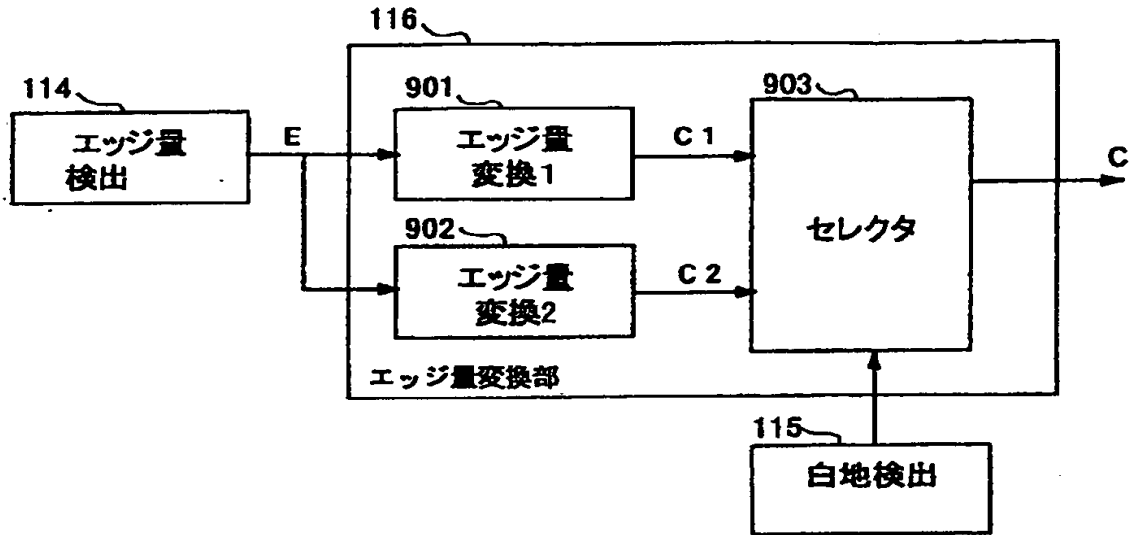 116
114
エッジ量
検出
E
901
エッジ量
変換1
C1
903
セレクタ
C
902
エッジ量
変換2
C2
エッジ量変換部
115
白地検出